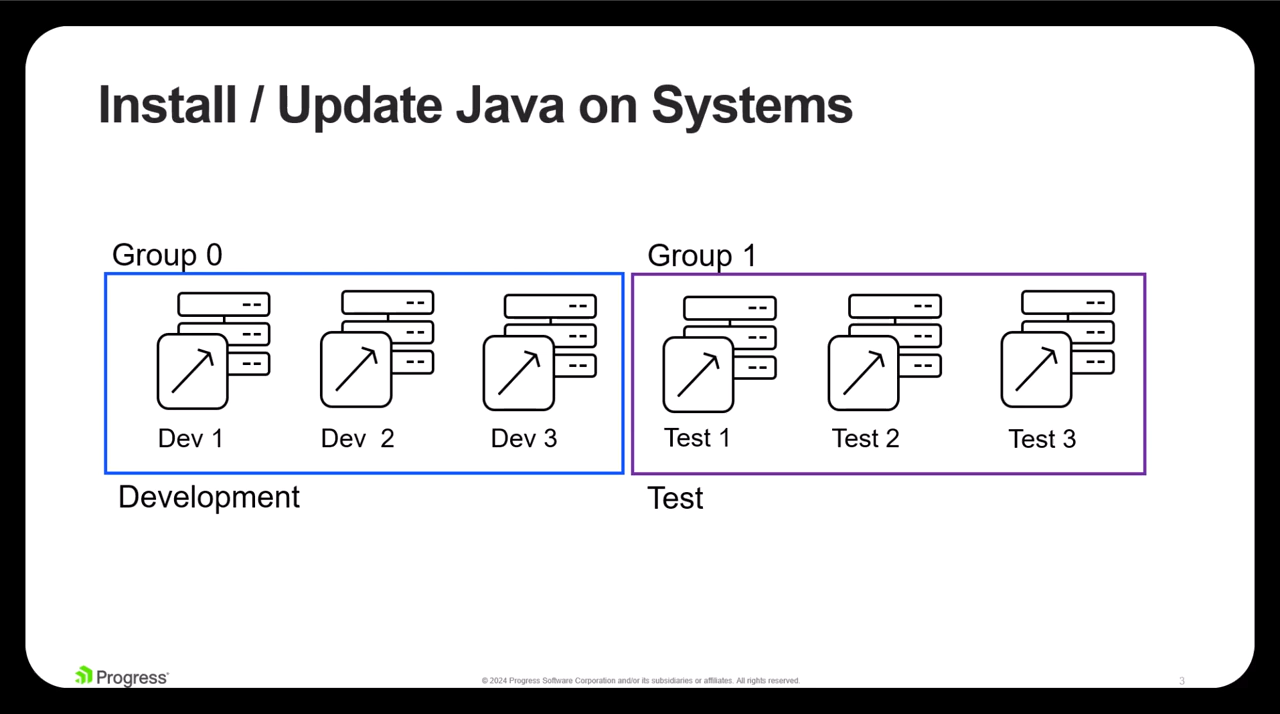 Install / Update Java on Systems
Group 0
Group 1
Dev 1
Dev 2
Dev 3
Test 1
Test 2
Test 3
Development
Test
Progress®
© 2024 Progress Software Corporation and/or its subsidiaries or affiliates. All rights reserved.
3